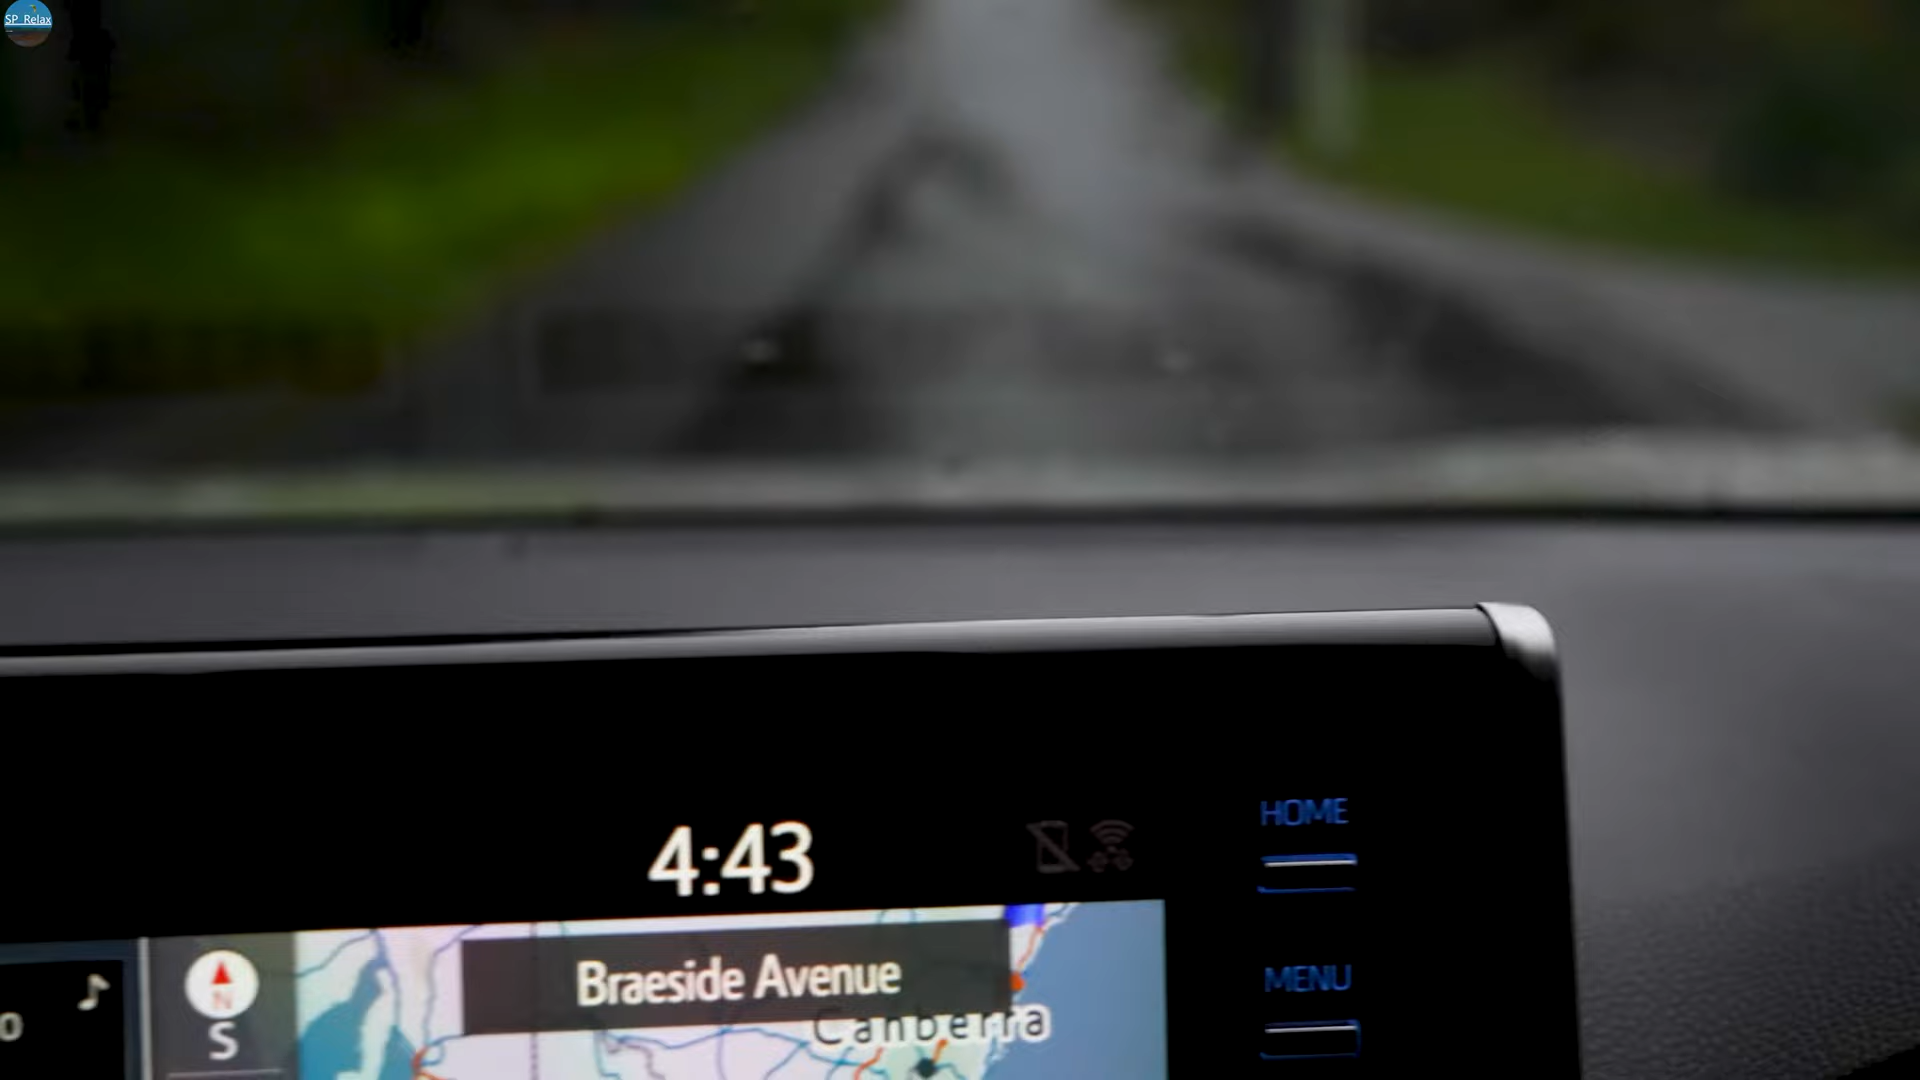 SP_Relax
4:43
HOME
Braeside Avenue
MENU
Canberra
N
S